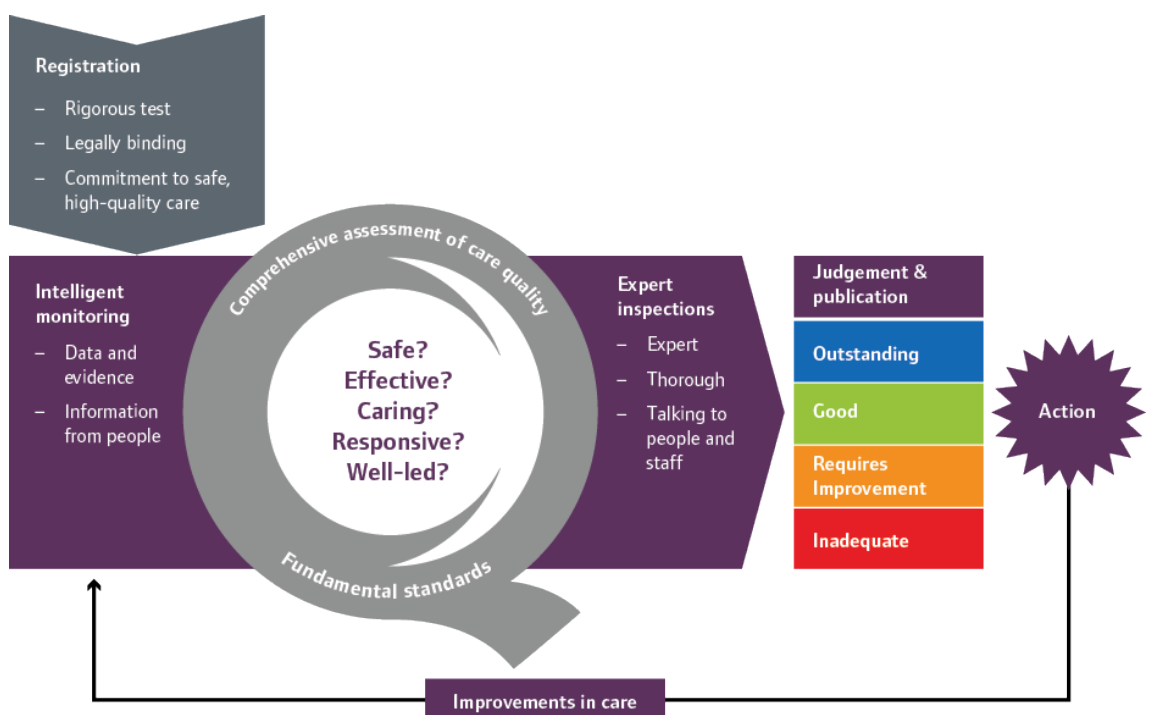 Registration
– Rigorous test
– Legally binding
– Commitment to safe,
high-quality care
Intelligent
monitoring
– Data and
evidence
– Information
from people
Comprehensive assessment of care quality
Safe?
Effective?
Caring?
Responsive?
Well-led?
Fundamental standards
Expert
inspections
– Expert
– Thorough
– Talking to
people and
staff
Judgement &
publication
Outstanding
Good
Requires
Improvement
Inadequate
Action
Improvements in care